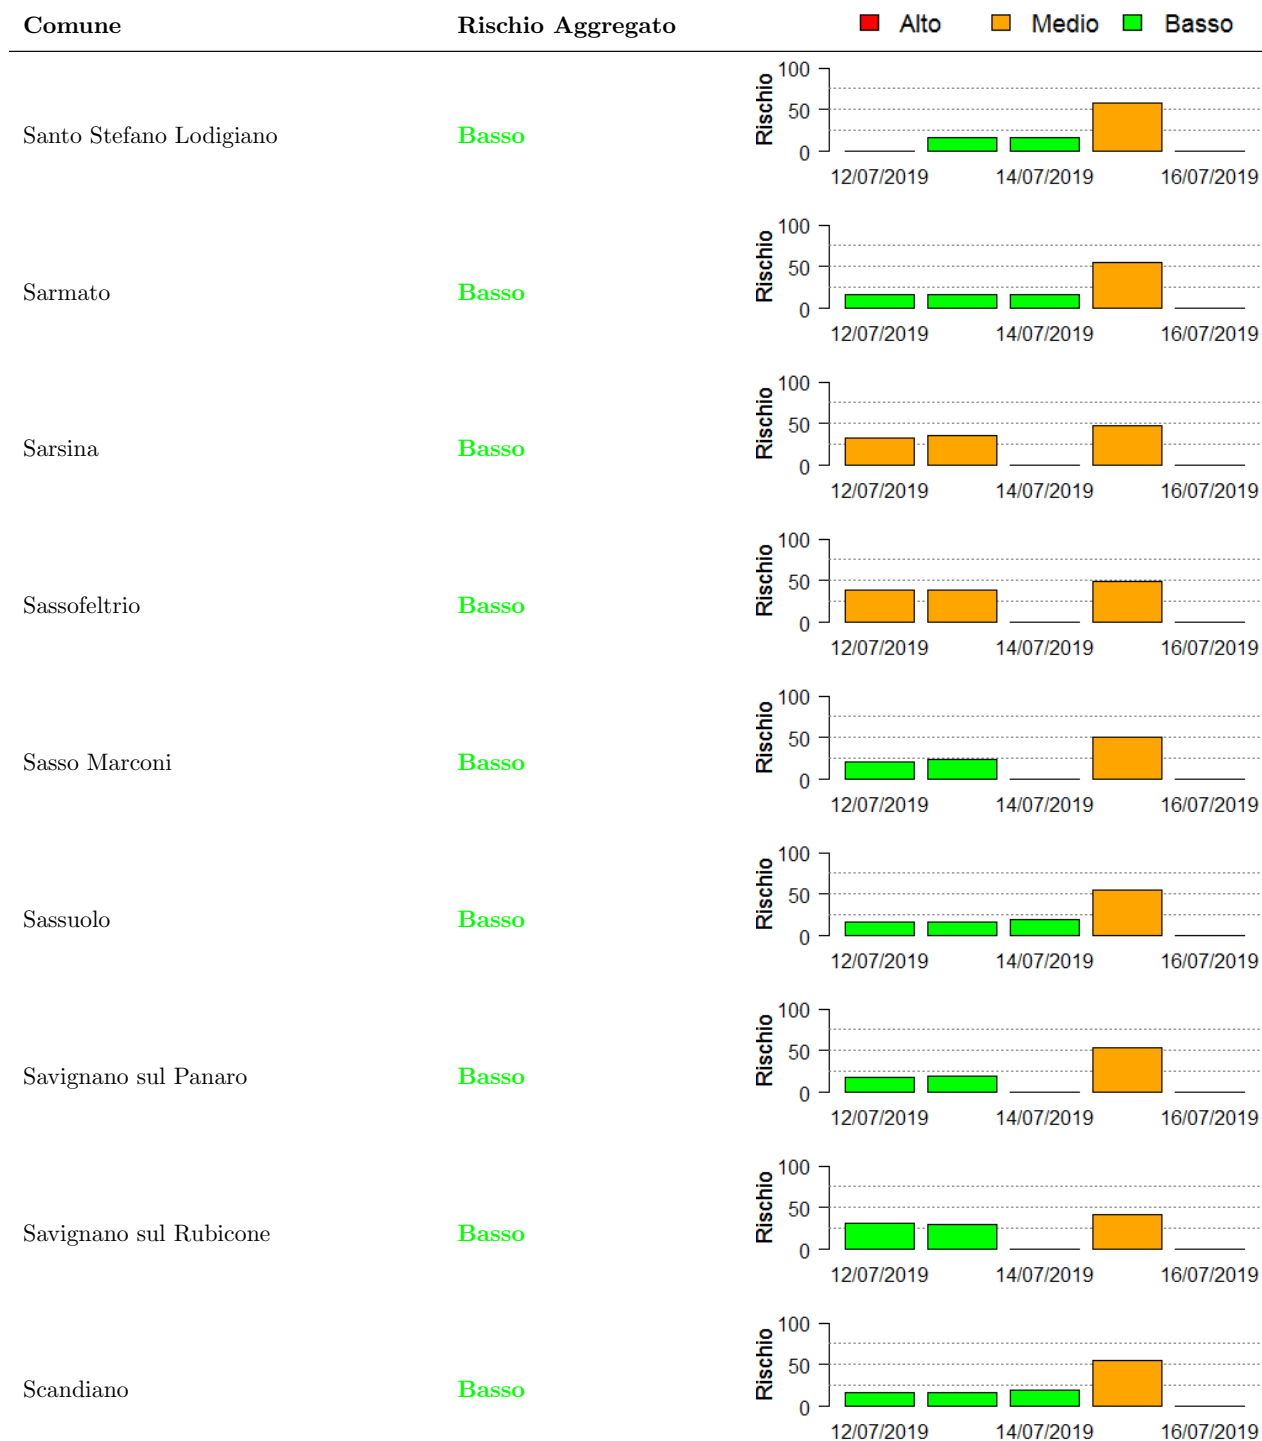 Comune Rischio Aggregato Alto Medio Basso
Santo Stefano Lodigiano Basso Rischio 100 50 0
12/07/2019 14/07/2019 16/07/2019
Sarmato Basso Rischio 100 50 0
12/07/2019 14/07/2019 16/07/2019
Sarsina Basso Rischio 100 50 0
12/07/2019 14/07/2019 16/07/2019
Sassofeltrio Basso Rischio 100 50 0
12/07/2019 14/07/2019 16/07/2019
Sasso Marconi Basso Rischio 100 50 0
12/07/2019 14/07/2019 16/07/2019
Sassuolo Basso Rischio 100 50 0
12/07/2019 14/07/2019 16/07/2019
Savignano sul Panaro Basso Rischio 100 50 0
12/07/2019 14/07/2019 16/07/2019
Savignano sul Rubicone Basso Rischio 100 50 0
12/07/2019 14/07/2019 16/07/2019
Scandiano Basso Rischio 100 50 0
12/07/2019 14/07/2019 16/07/2019